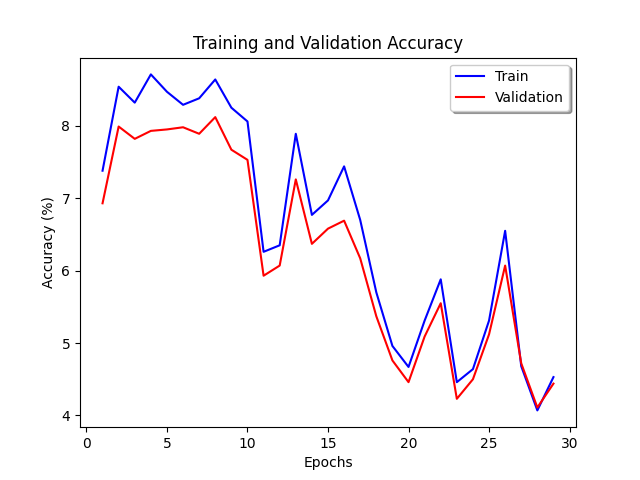 Training and Validation Accuracy
Train
Validation
Accuracy (%)
8
7
6
5
4
0 5 10 15 20 25 30
Epochs